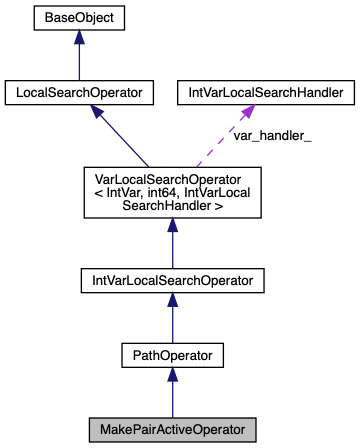 BaseObject
LocalSearchOperator
IntVarLocalSearchHandler
var_handler_
VarLocalSearchOperator
< IntVar, int64, IntVarLocal
SearchHandler >
IntVarLocalSearchOperator
PathOperator
MakePairActiveOperator